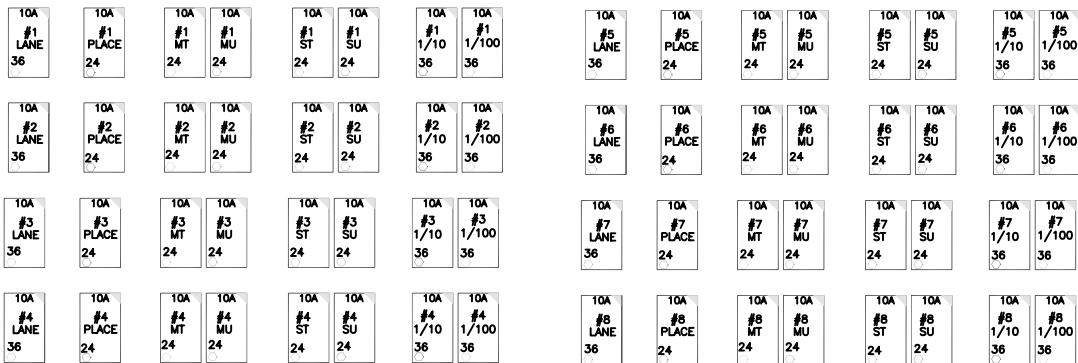 10A 10A 10A 10A 10A 10A 10A 10A 10A 10A 10A 10A 10A 10A 10A 10A
#1 #1 #1 #1 #1 #1 #1 #1 #5 #5 #5 #5 #5 #5 #5 #5
LANE PLACE MT MU ST SU 1/10 1/100 LANE PLACE MT MU ST SU 1/10 1/100
36 24 24 24 24 24 36 36 36 24 24 24 24 24 36 36
10A 10A 10A 10A 10A 10A 10A 10A 10A 10A 10A 10A 10A 10A 10A 10A
#2 #2 #2 #2 #2 #2 #2 #2 #6 #6 #6 #6 #6 #6 #6 #6
LANE PLACE MT MU ST SU 1/10 1/100 LANE PLACE MT MU ST SU 1/10 1/100
36 24 24 24 24 24 36 36 36 24 24 24 24 24 36 36
10A 10A 10A 10A 10A 10A 10A 10A 10A 10A 10A 10A 10A 10A 10A 10A
#3 #3 #3 #3 #3 #3 #3 #3 #7 #7 #7 #7 #7 #7 #7 #7
LANE PLACE MT MU ST SU 1/10 1/100 LANE PLACE MT MU ST SU 1/10 1/100
36 24 24 24 24 24 36 36 36 24 24 24 24 24 36 36
10A 10A 10A 10A 10A 10A 10A 10A 10A 10A 10A 10A 10A 10A 10A 10A
#4 #4 #4 #4 #4 #4 #4 #4 #8 #8 #8 #8 #8 #8 #8 #8
LANE PLACE MT MU ST SU 1/10 1/100 LANE PLACE MT MU ST SU 1/10 1/100
36 24 24 24 24 24 36 36 36 24 24 24 24 24 36 36